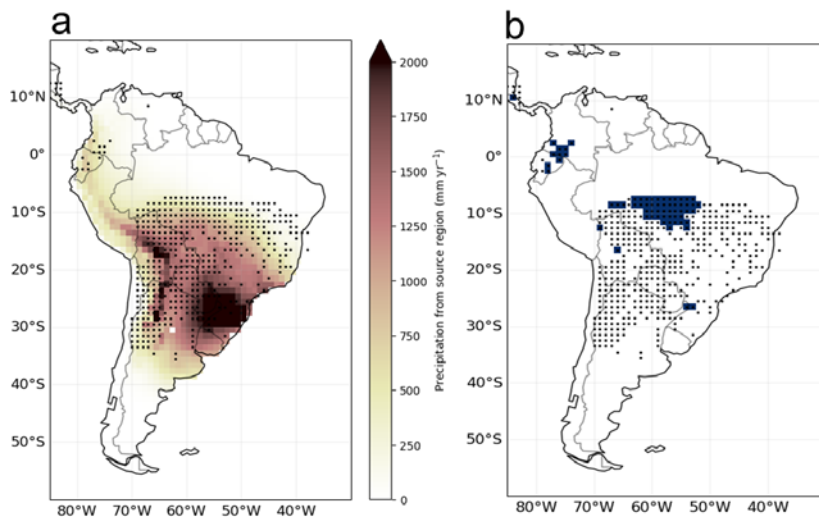 a
b
10°N
0°
10°S
20°S
30°S
40°S
50°S
80°W 70°W 60°W 50°W 40°W
2000
1750
1500
1250
1000
750
500
250
0
Precipitation from source region (mm yr⁻¹)
10°N
0°
10°S
20°S
30°S
40°S
50°S
80°W 70°W 60°W 50°W 40°W